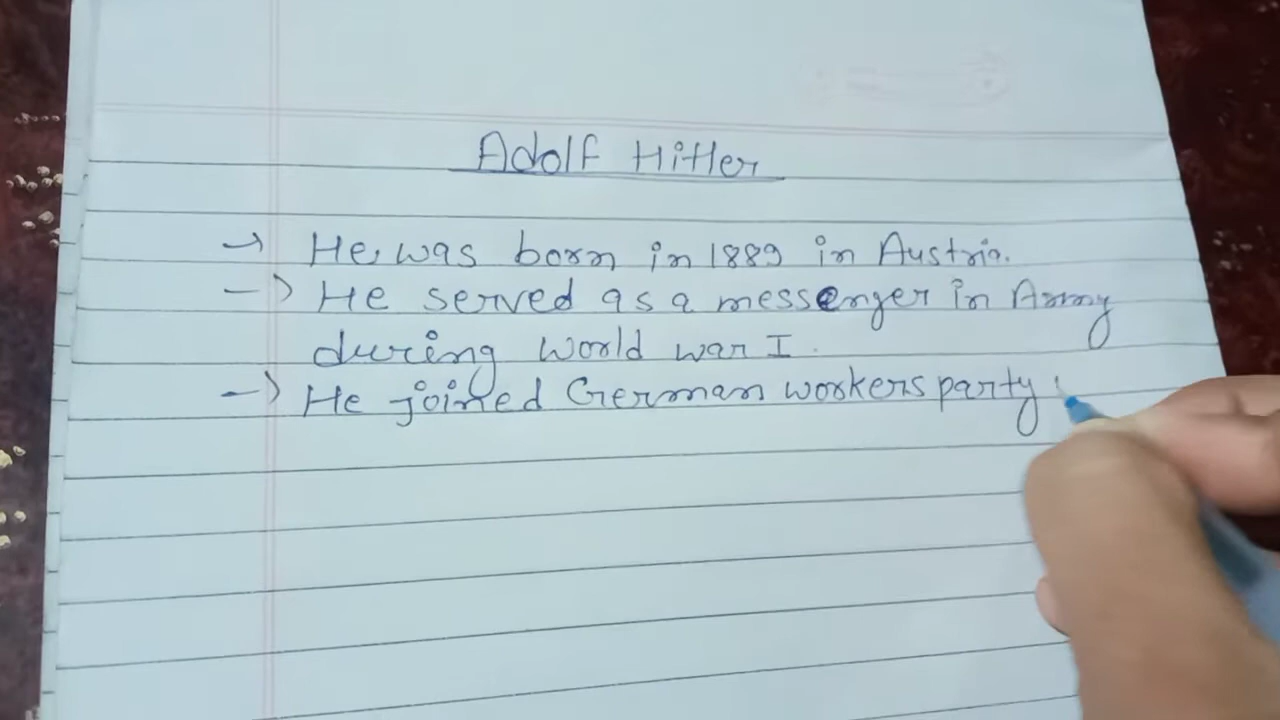 Adolf Hitler
→ He was born in 1889 in Austria.
→ He served as a messenger in Army
during World war I.
→ He joined German workers party